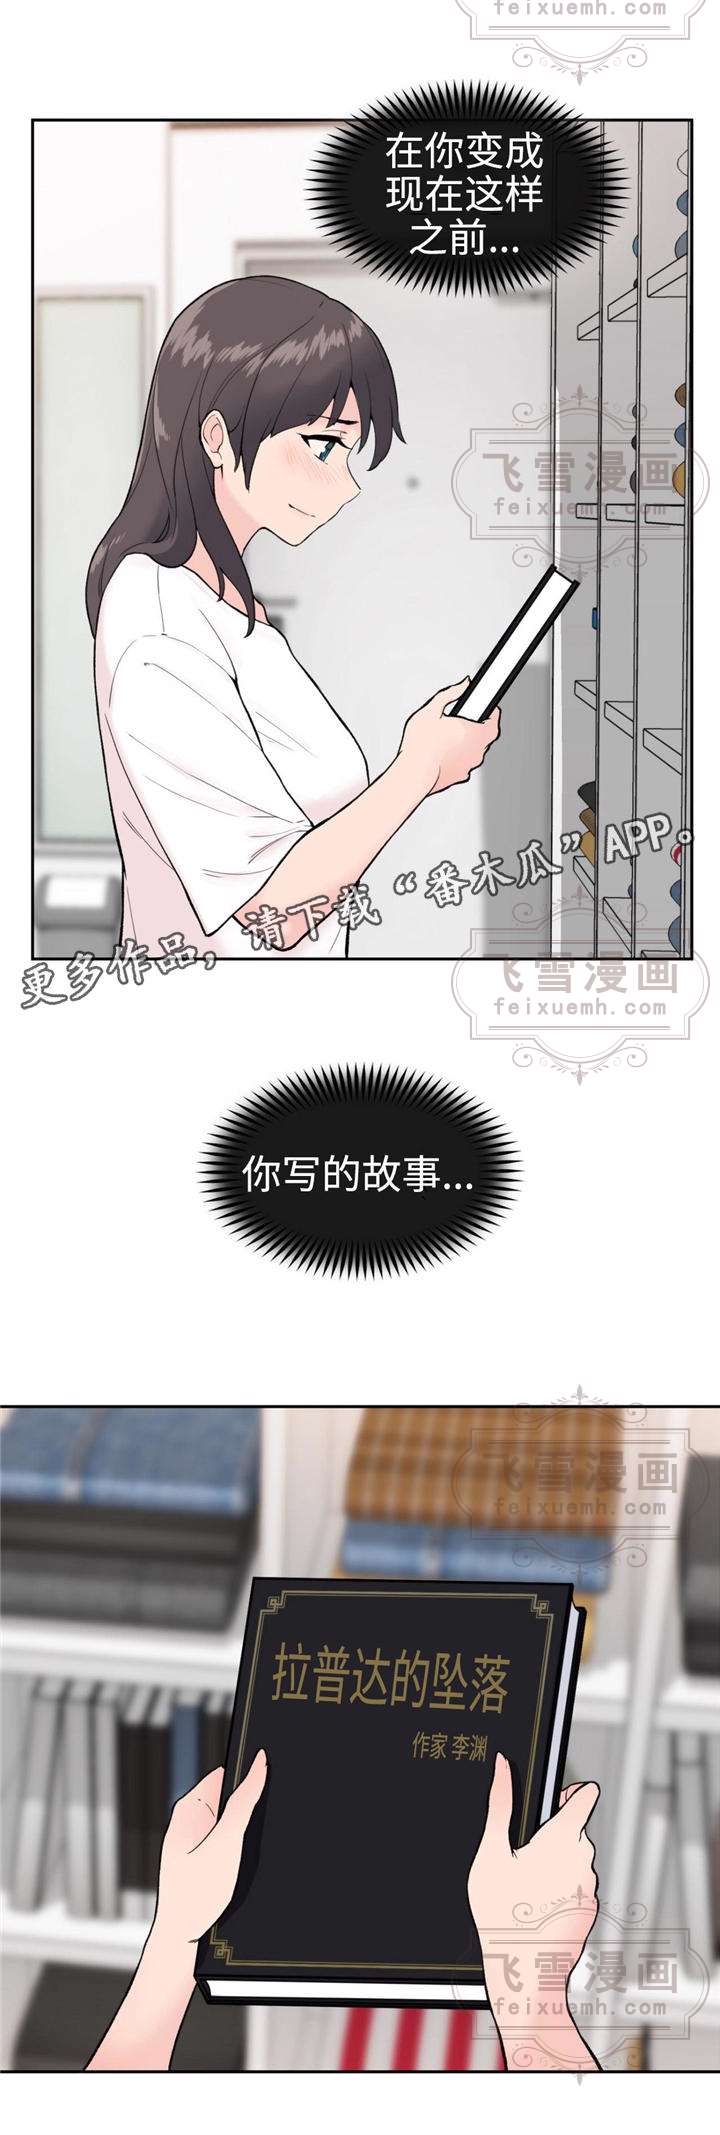 feixuemh.com
在你变成
现在这样
之前...
飞雪漫画
feixuemh.com
更多作品，请下载“番木瓜”APP。
飞雪漫画
feixuemh.com
你写的故事...
飞雪漫画
feixuemh.com
拉普达的坠落
作家 李渊
飞雪漫画
feixuemh.com